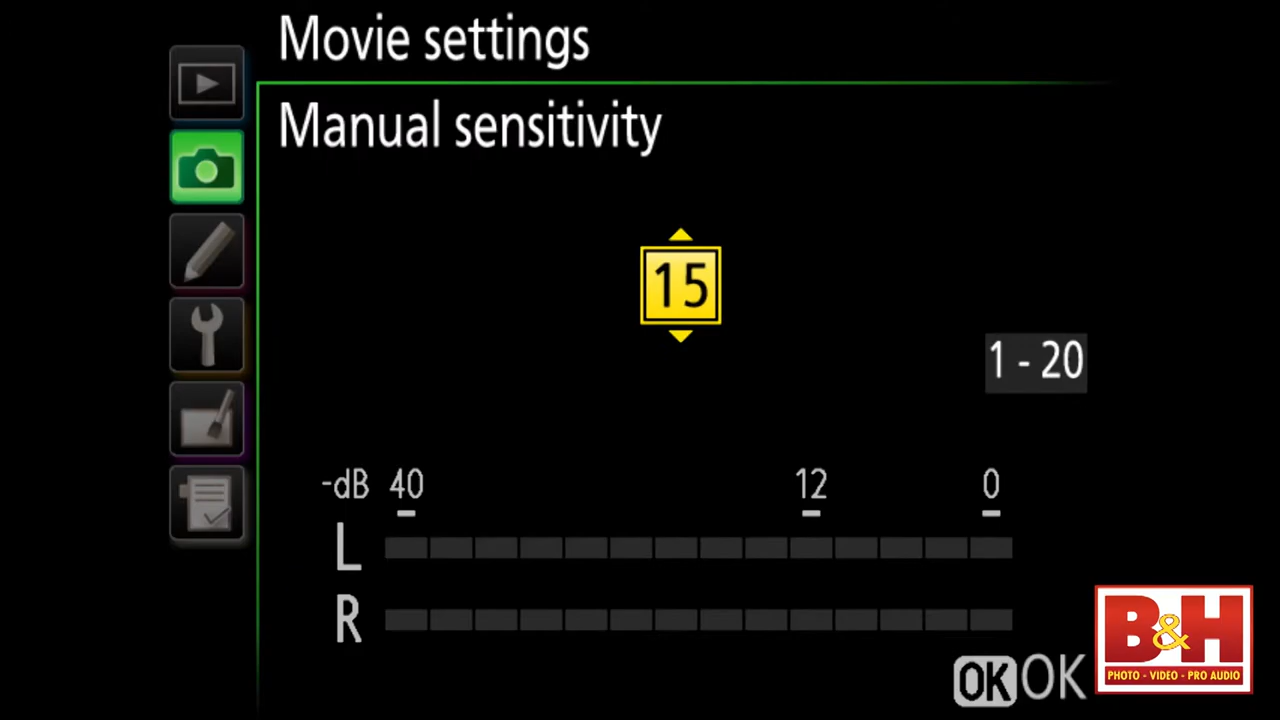 Movie settings
Manual sensitivity
15
1 - 20
-dB 40 12 0
L
R
OK OK
B&H
PHOTO - VIDEO - PRO AUDIO